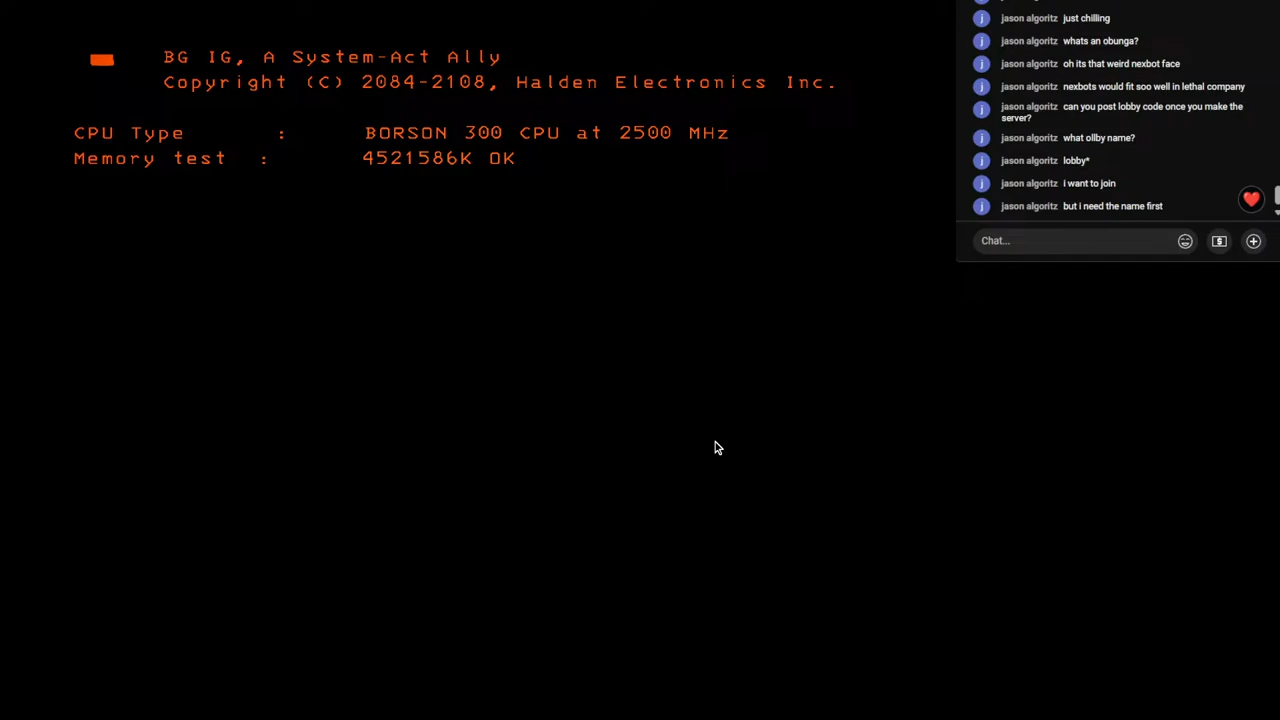 BG IG, A System-Act Ally
Copyright (C) 2084-2108, Halden Electronics Inc.
CPU Type : BORSON 300 CPU at 2500 MHz
Memory test : 4521586K OK
j jason algoritz just chilling
j jason algoritz whats an obunga?
j jason algoritz oh its that weird nexbot face
j jason algoritz nexbots would fit soo well in lethal company
j jason algoritz can you post lobby code once you make the
server?
j jason algoritz what ollby name?
j jason algoritz lobby*
j jason algoritz i want to join
j jason algoritz but i need the name first
Chat...